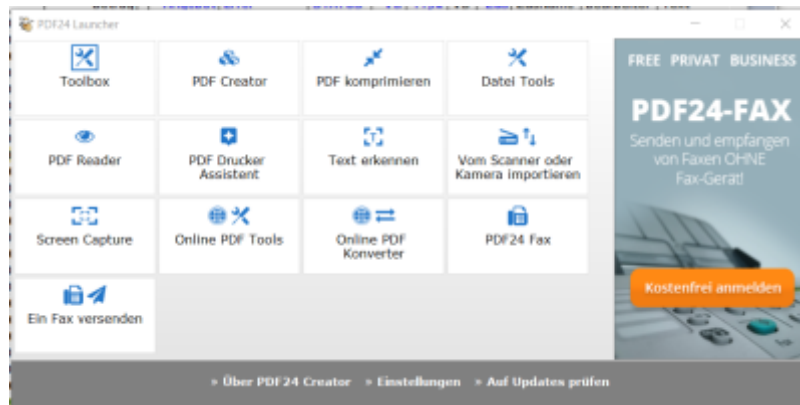 PDF24 Launcher
Toolbox
PDF Creator
PDF komprimieren
Datei Tools
PDF Reader
PDF Drucker
Assistent
Text erkennen
Vom Scanner oder
Kamera importieren
Screen Capture
Online PDF Tools
Online PDF
Konverter
PDF24 Fax
Ein Fax versenden
FREE PRIVAT BUSINESS
PDF24-FAX
Senden und empfangen
von Faxen OHNE
Fax-Gerät!
Kostenfrei anmelden
» Über PDF24 Creator » Einstellungen » Auf Updates prüfen